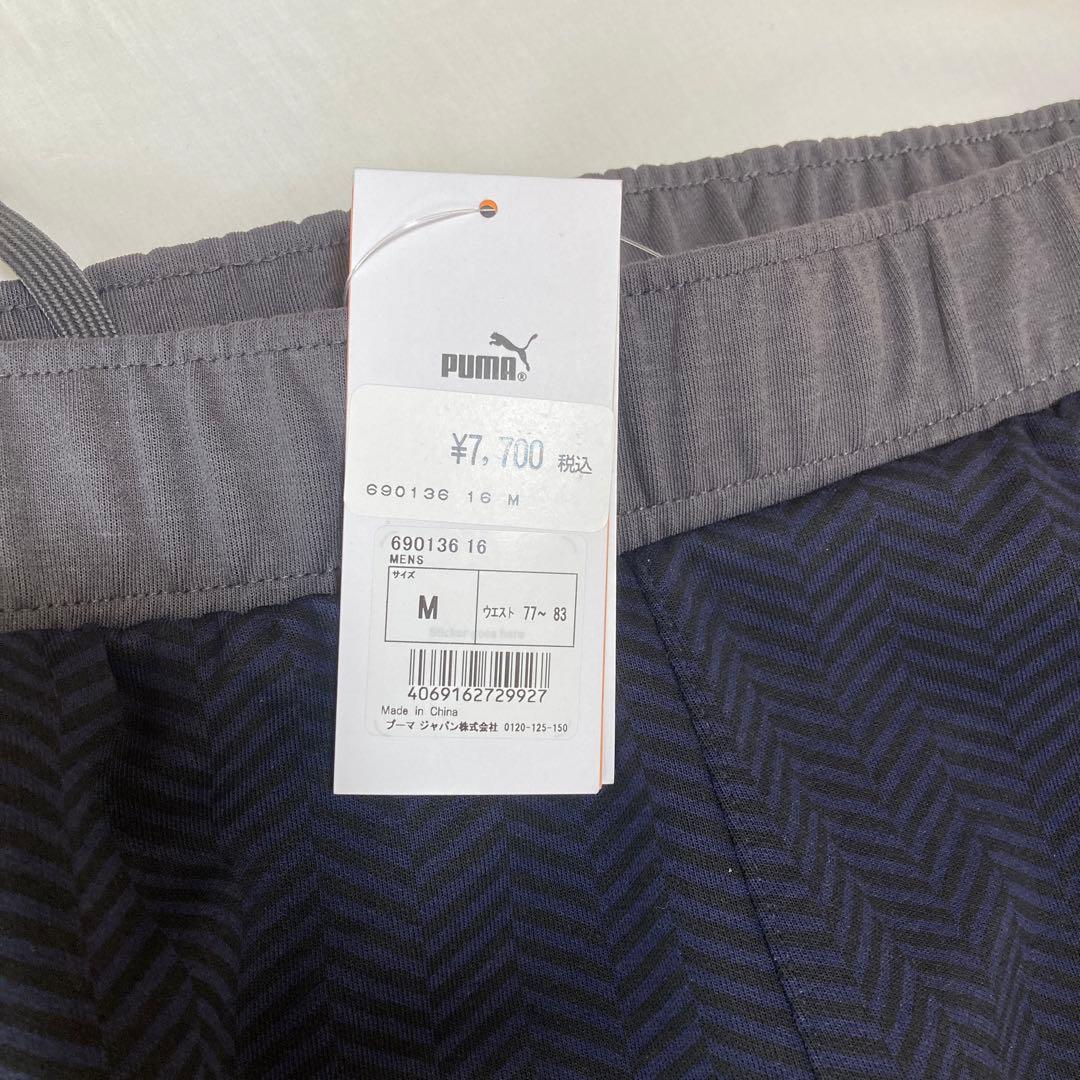 PUMA®
¥7,700 税込
690136 16 M
690136 16
MENS
サイズ
M
ウエスト 77~ 83
Sticker goes here
4069162729927
Made in China
プーマ ジャパン株式会社 0120-125-150